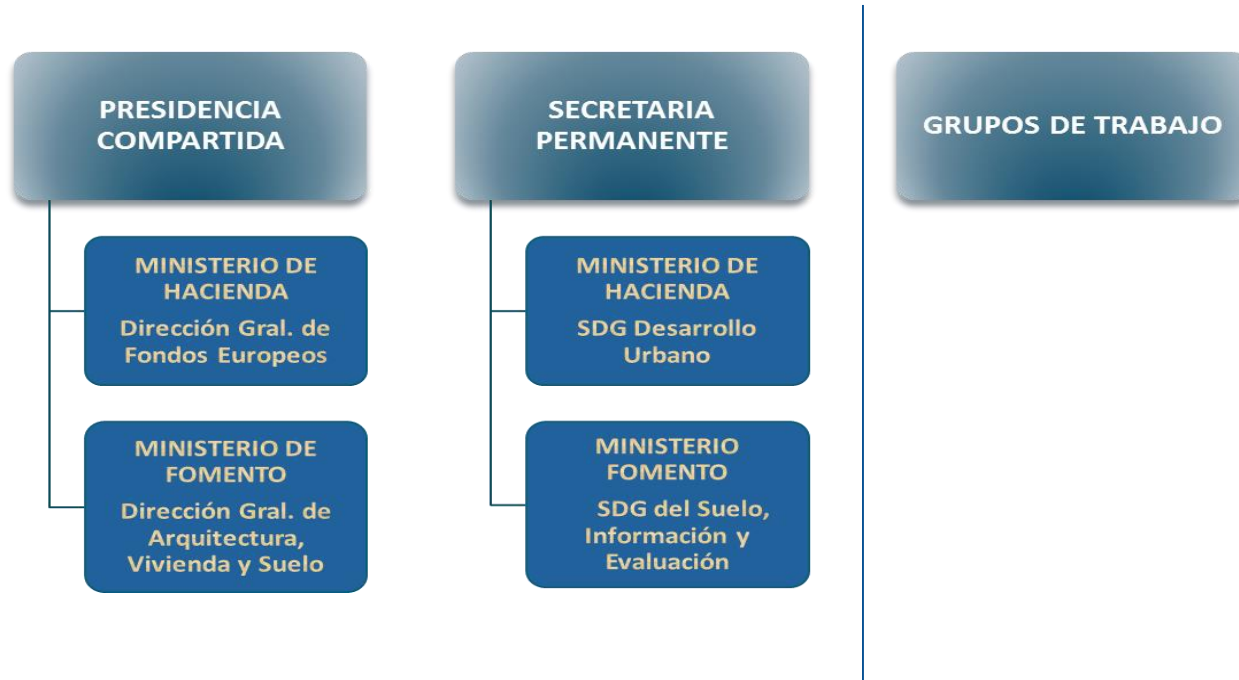 PRESIDENCIA
COMPARTIDA
MINISTERIO DE
HACIENDA
Dirección Gral. de
Fondos Europeos
MINISTERIO DE
FOMENTO
Dirección Gral. de
Arquitectura,
Vivienda y Suelo
SECRETARIA
PERMANENTE
MINISTERIO DE
HACIENDA
SDG Desarrollo
Urbano
MINISTERIO
FOMENTO
SDG del Suelo,
Información y
Evaluación
GRUPOS DE TRABAJO